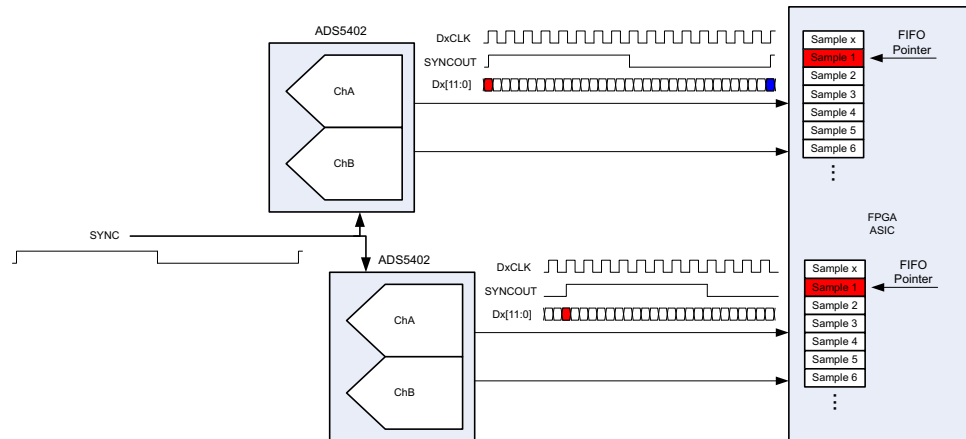 ADS5402
DxCLK
SYNCOUT
Dx[11:0]
ChA
ChB
Sample x
Sample 1
Sample 2
Sample 3
Sample 4
Sample 5
Sample 6
FIFO
Pointer
SYNC
FPGA
ASIC
ADS5402
DxCLK
SYNCOUT
Dx[11:0]
ChA
ChB
Sample x
Sample 1
Sample 2
Sample 3
Sample 4
Sample 5
Sample 6
FIFO
Pointer